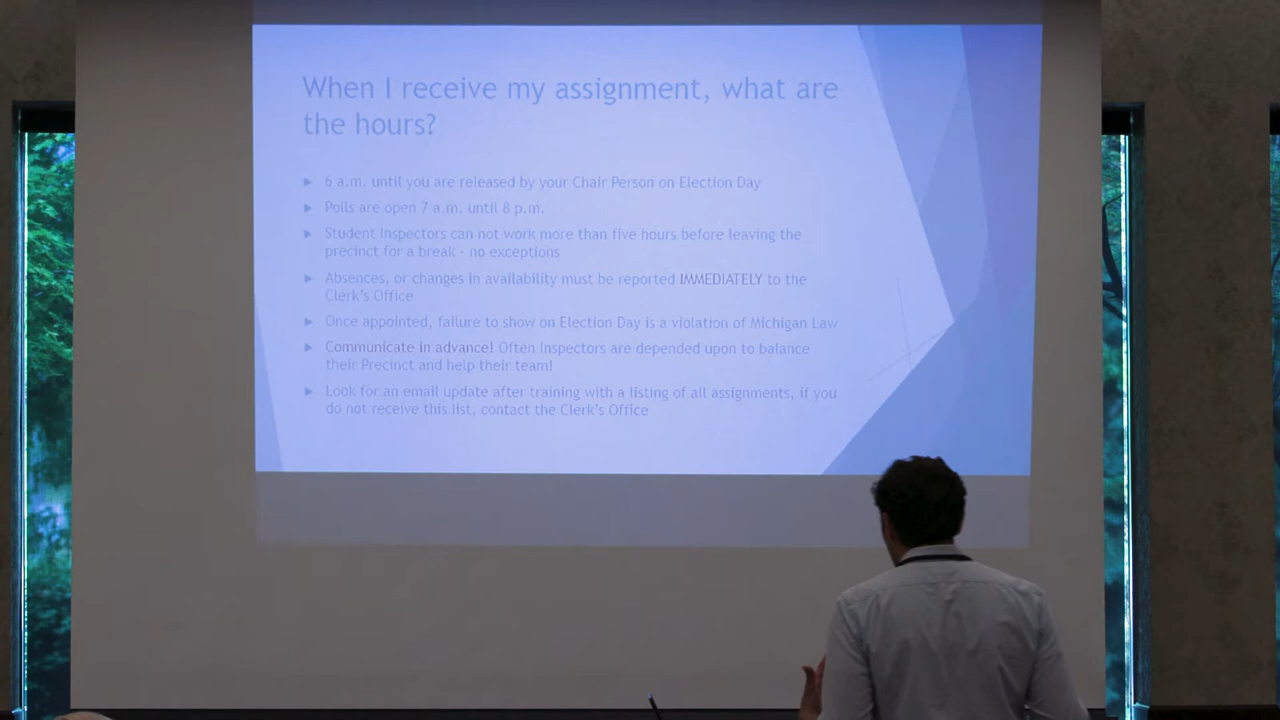 When I receive my assignment, what are
the hours?
6 a.m. until you are released by your Chair Person on Election Day
Polls are open 7 a.m. until 8 p.m.
Student Inspectors can not work more than five hours before leaving the
precinct for a break - no exceptions
Absences, or changes in availability must be reported IMMEDIATELY to the
Clerk's Office
Once appointed, failure to show on Election Day is a violation of Michigan Law
Communicate in advance! Often Inspectors are depended upon to balance
their Precinct and help their team!
Look for an email update after training with a listing of all assignments, if you
do not receive this list, contact the Clerk's Office